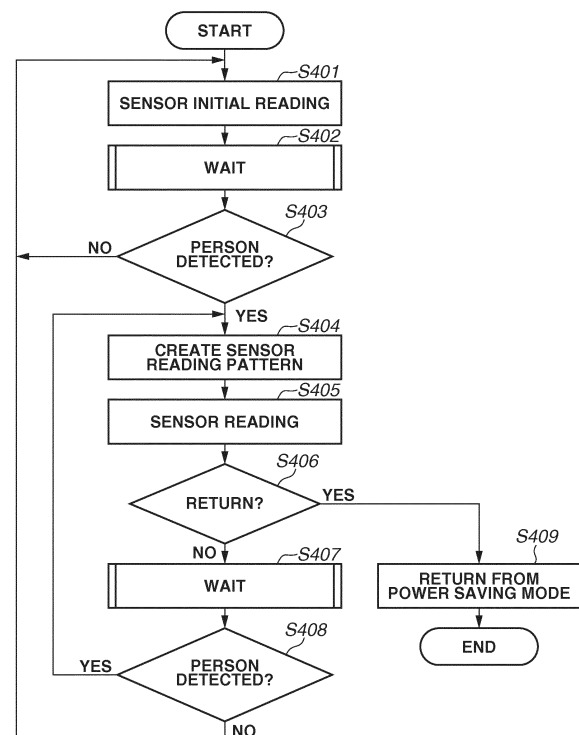 START
S401
SENSOR INITIAL READING
S402
WAIT
S403
PERSON
DETECTED?
NO
YES
S404
CREATE SENSOR
READING PATTERN
S405
SENSOR READING
S406
RETURN?
YES
NO
S407
WAIT
S409
RETURN FROM
POWER SAVING MODE
S408
PERSON
DETECTED?
YES
END
NO